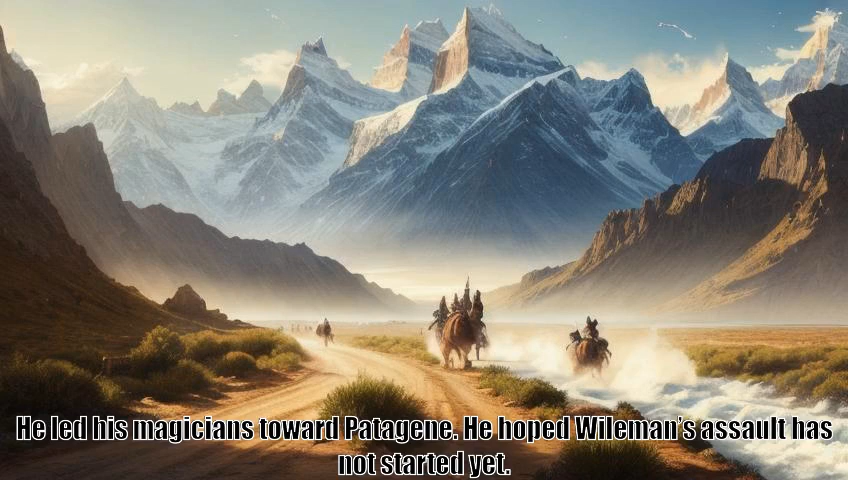 He led his magicians toward Patagene. He hoped Wileman's assault has
not started yet.